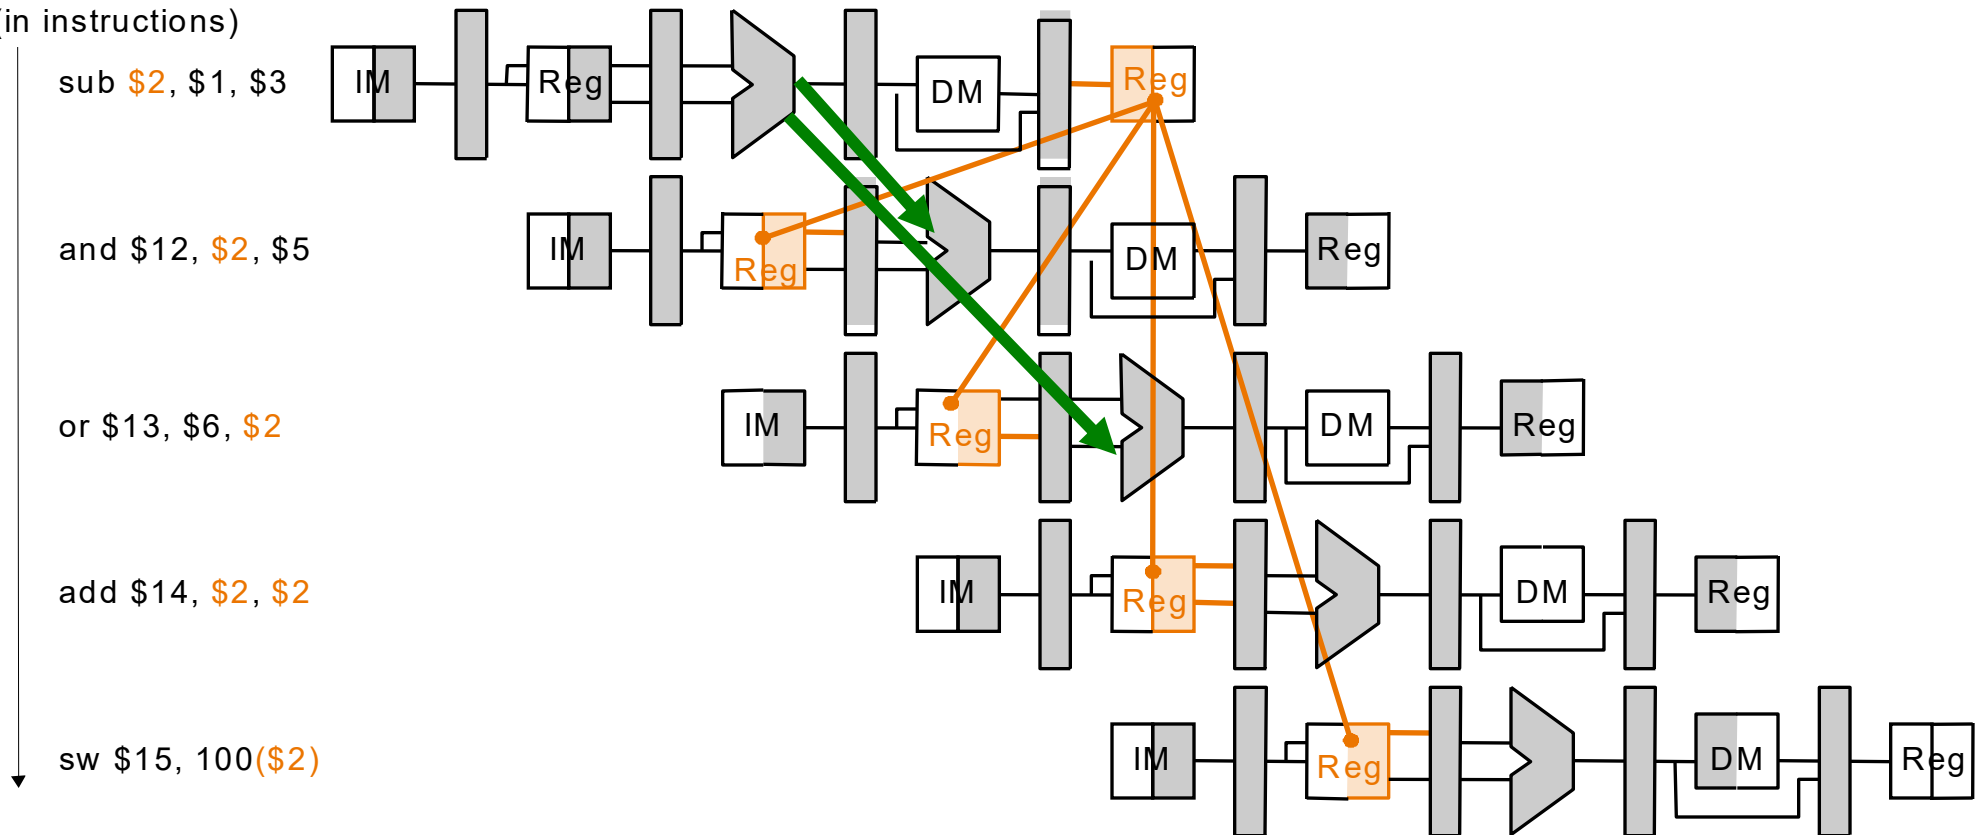 (in instructions)
sub $2, $1, $3 IM Reg DM Reg
and $12, $2, $5 IM Reg DM Reg
or $13, $6, $2 IM Reg DM Reg
add $14, $2, $2 IM Reg DM Reg
sw $15, 100($2) IM Reg DM Reg